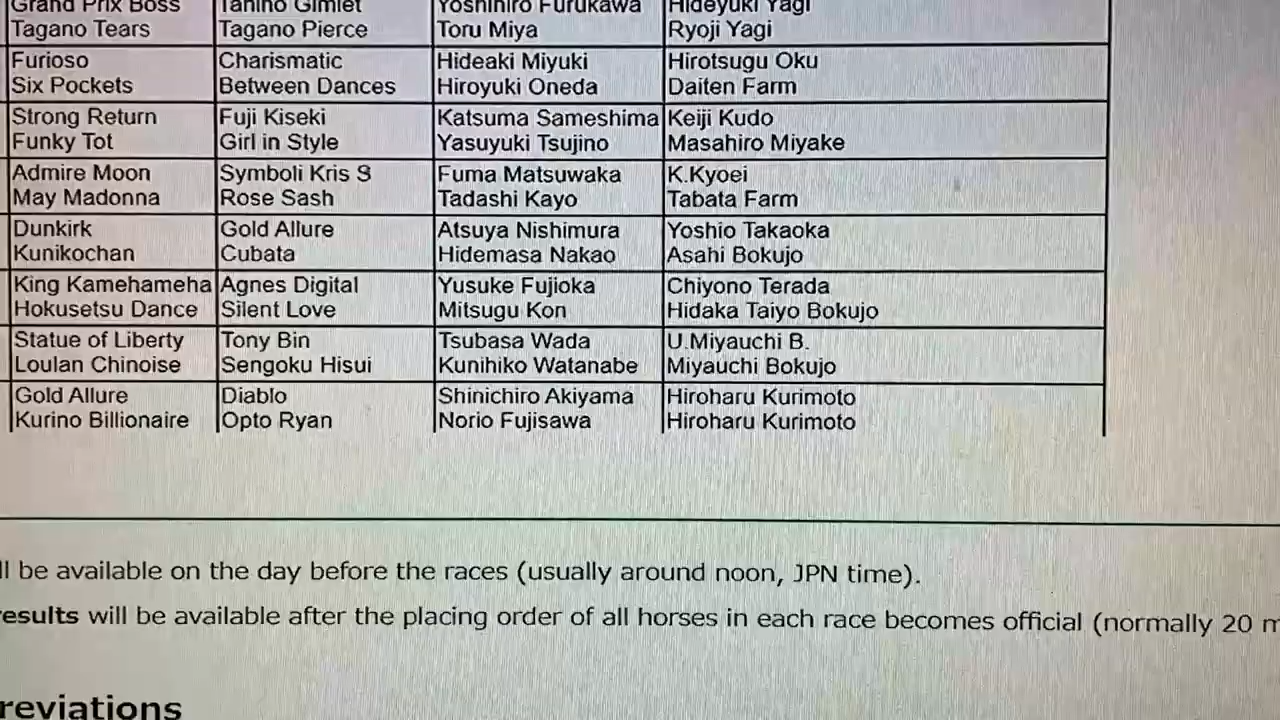 Grand Prix Boss Tanino Gimlet Yoshihiro Furukawa Hideyuki Yagi
Tagano Tears Tagano Pierce Toru Miya Ryoji Yagi
Furioso Charismatic Hideaki Miyuki Hirotsugu Oku
Six Pockets Between Dances Hiroyuki Oneda Daiten Farm
Strong Return Fuji Kiseki Katsuma Sameshima Keiji Kudo
Funky Tot Girl in Style Yasuyuki Tsujino Masahiro Miyake
Admire Moon Symboli Kris S Fuma Matsuwaka K.Kyoei
May Madonna Rose Sash Tadashi Kayo Tabata Farm
Dunkirk Gold Allure Atsuya Nishimura Yoshio Takaoka
Kunikochan Cubata Hidemasa Nakao Asahi Bokujo
King Kamehameha Agnes Digital Yusuke Fujioka Chiyono Terada
Hokusetsu Dance Silent Love Mitsugu Kon Hidaka Taiyo Bokujo
Statue of Liberty Tony Bin Tsubasa Wada U.Miyauchi B.
Loulan Chinoise Sengoku Hisui Kunihiko Watanabe Miyauchi Bokujo
Gold Allure Diablo Shinichiro Akiyama Hiroharu Kurimoto
Kurino Billionaire Opto Ryan Norio Fujisawa Hiroharu Kurimoto
ll be available on the day before the races (usually around noon, JPN time).
esults will be available after the placing order of all horses in each race becomes official (normally 20 m
reviations